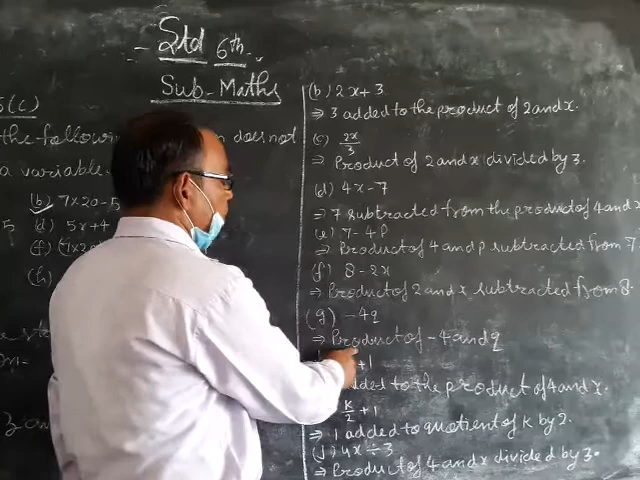 Std 6th
Sub-Maths
5(c)
the following does not
a variable.
(b) 7x20-5
5 (d) 5x+4
(f) (7x20
(h)
(b) 2x+3
⇒ 3 added to the product of 2 and x.
(c) 2x/3
⇒ Product of 2 and x divided by 3.
(d) 4x-7
⇒ 7 subtracted from the product of 4 and x
(e) 7-4p
⇒ Product of 4 and p subtracted from 7
(f) 8-2x
⇒ Product of 2 and x subtracted from 8.
(g) -4q
⇒ Product of -4 and q
+1
added to the product of 4 and
k/2 +1
⇒ 1 added to quotient of k by 2.
(j) 4x÷3
⇒ Product of 4 and x divided by 3.